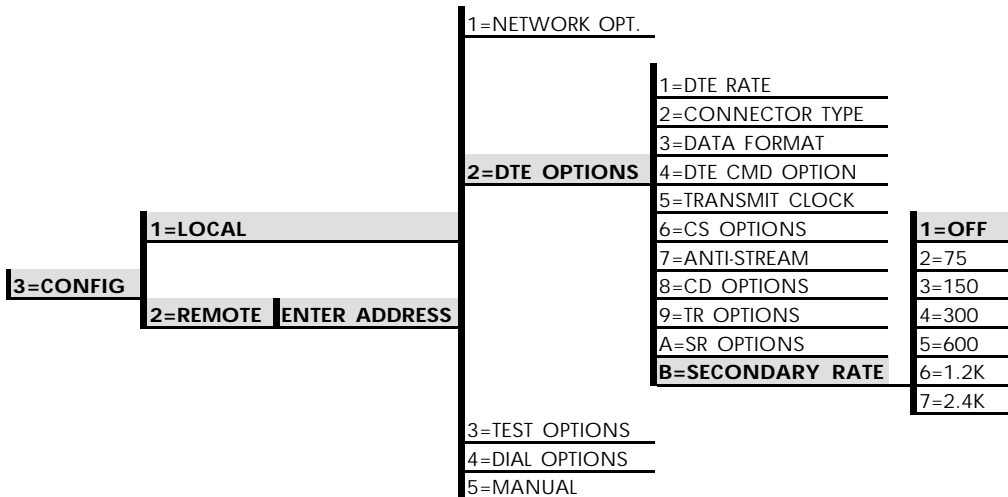 1=NETWORK OPT.
1=DTE RATE
2=CONNECTOR TYPE
3=DATA FORMAT
2=DTE OPTIONS
4=DTE CMD OPTION
5=TRANSMIT CLOCK
1=LOCAL
6=CS OPTIONS
1=OFF
7=ANTI-STREAM
2=75
3=CONFIG
8=CD OPTIONS
3=150
2=REMOTE
ENTER ADDRESS
9=TR OPTIONS
4=300
A=SR OPTIONS
5=600
B=SECONDARY RATE
6=1.2K
7=2.4K
3=TEST OPTIONS
4=DIAL OPTIONS
5=MANUAL